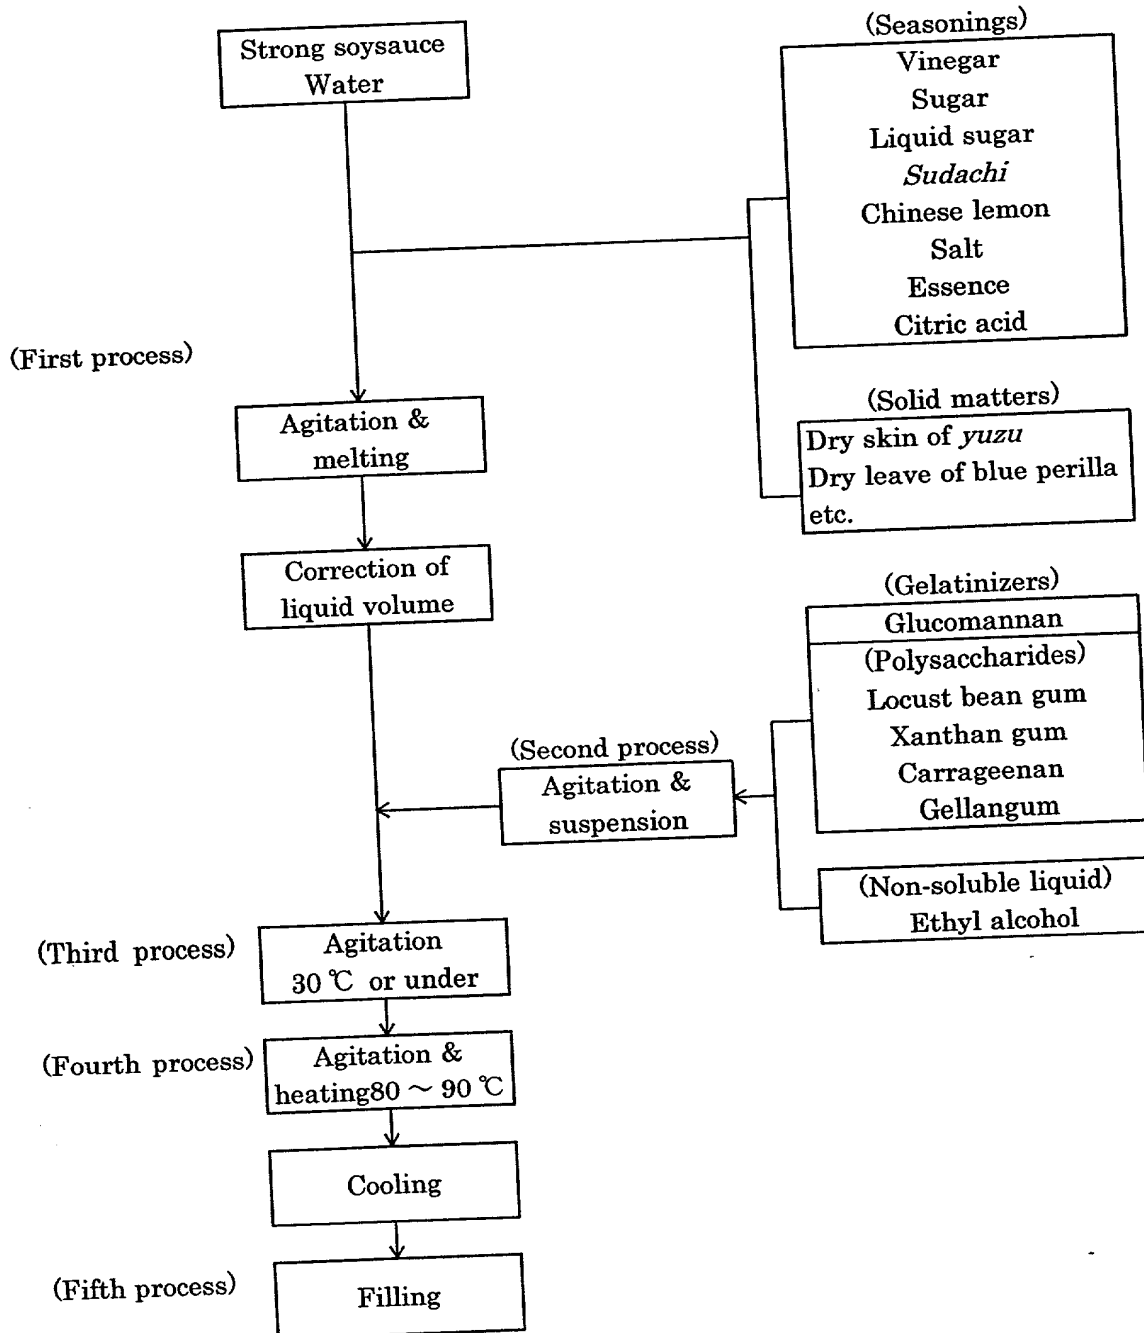 Strong soysauce
Water
(Seasonings)
Vinegar
Sugar
Liquid sugar
Sudachi
Chinese lemon
Salt
Essence
Citric acid
(First process)
Agitation &
melting
(Solid matters)
Dry skin of yuzu
Dry leave of blue perilla
etc.
Correction of
liquid volume
(Gelatinizers)
Glucomannan
(Polysaccharides)
Locust bean gum
Xanthan gum
Carrageenan
Gellangum
(Second process)
Agitation &
suspension
(Non-soluble liquid)
Ethyl alcohol
(Third process)
Agitation
30 ℃ or under
(Fourth process)
Agitation &
heating80 ~ 90 ℃
Cooling
(Fifth process)
Filling